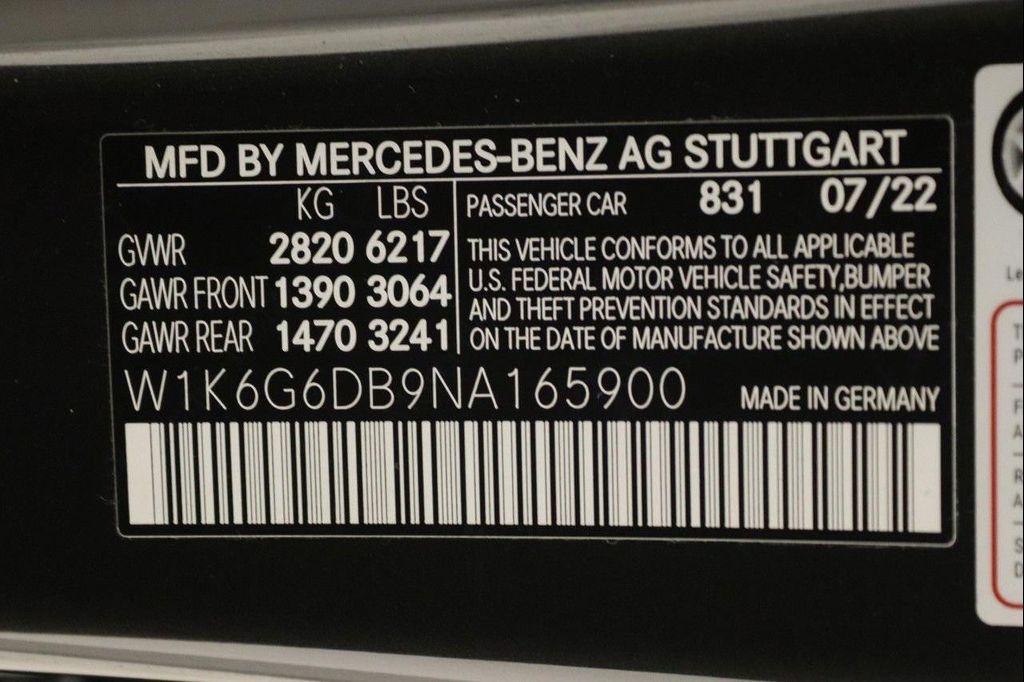 MFD BY MERCEDES-BENZ AG STUTTGART
KG LBS
GVWR 2820 6217
GAWR FRONT 1390 3064
GAWR REAR 1470 3241
PASSENGER CAR 831 07/22
THIS VEHICLE CONFORMS TO ALL APPLICABLE
U.S. FEDERAL MOTOR VEHICLE SAFETY,BUMPER
AND THEFT PREVENTION STANDARDS IN EFFECT
ON THE DATE OF MANUFACTURE SHOWN ABOVE
W1K6G6DB9NA165900 MADE IN GERMANY